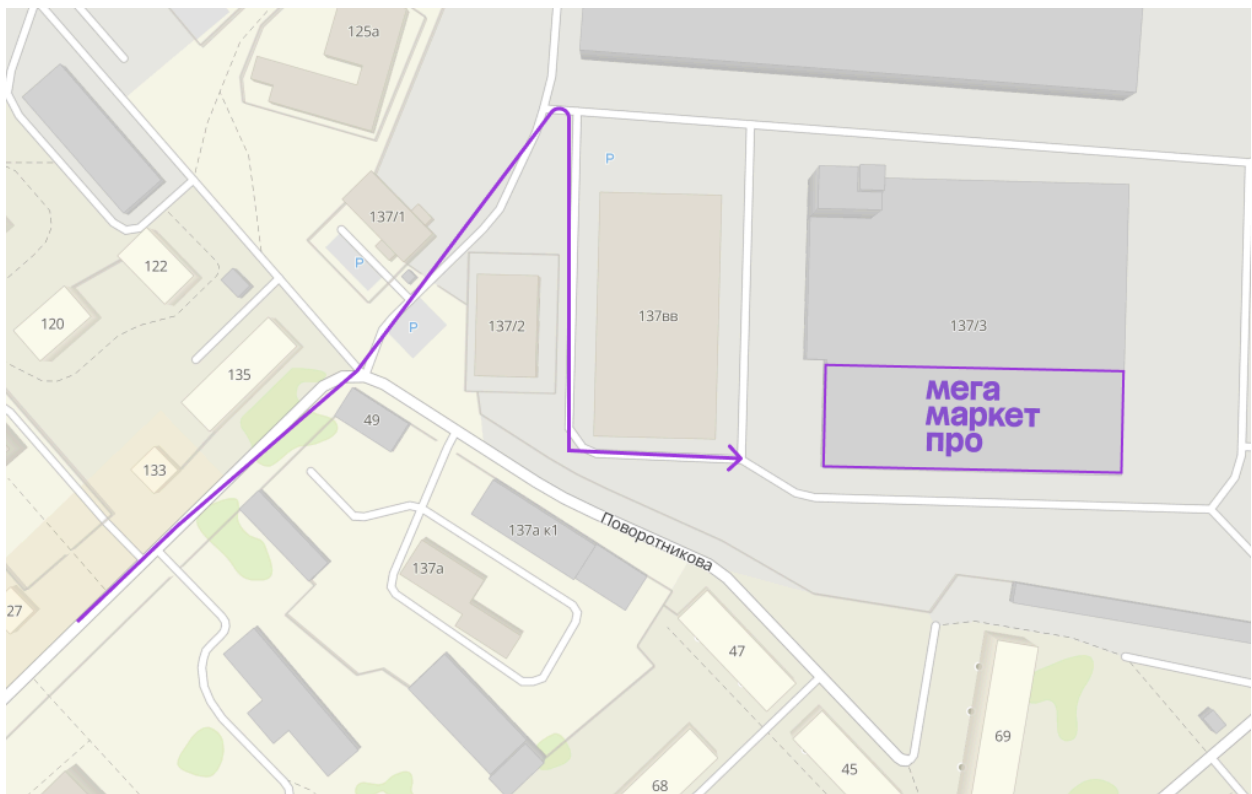 125а
137/1
P
122
120
P
P
137/2
137вв
137/3
135
мега
маркет
про
49
133
137а к1
Поворотникова
137а
27
47
69
45
68